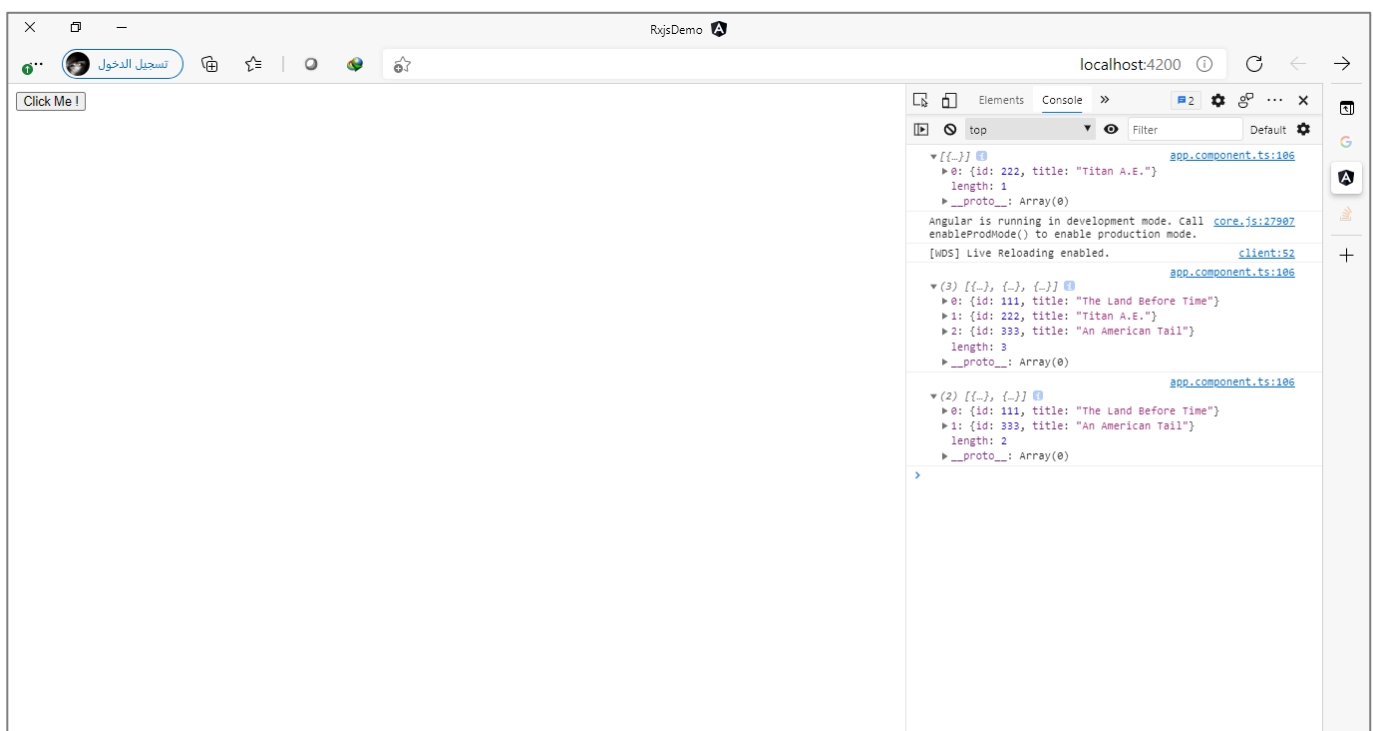 RxjsDemo
تسجيل الدخول
localhost:4200
Click Me !
Elements Console 2
top Filter Default
[{…}] app.component.ts:106
0: {id: 222, title: "Titan A.E."}
length: 1
__proto__: Array(0)
Angular is running in development mode. Call core.js:27907
enableProdMode() to enable production mode.
[WDS] Live Reloading enabled. client:52
app.component.ts:106
(3) [{…}, {…}, {…}]
0: {id: 111, title: "The Land Before Time"}
1: {id: 222, title: "Titan A.E."}
2: {id: 333, title: "An American Tail"}
length: 3
__proto__: Array(0)
app.component.ts:106
(2) [{…}, {…}]
0: {id: 111, title: "The Land Before Time"}
1: {id: 333, title: "An American Tail"}
length: 2
__proto__: Array(0)